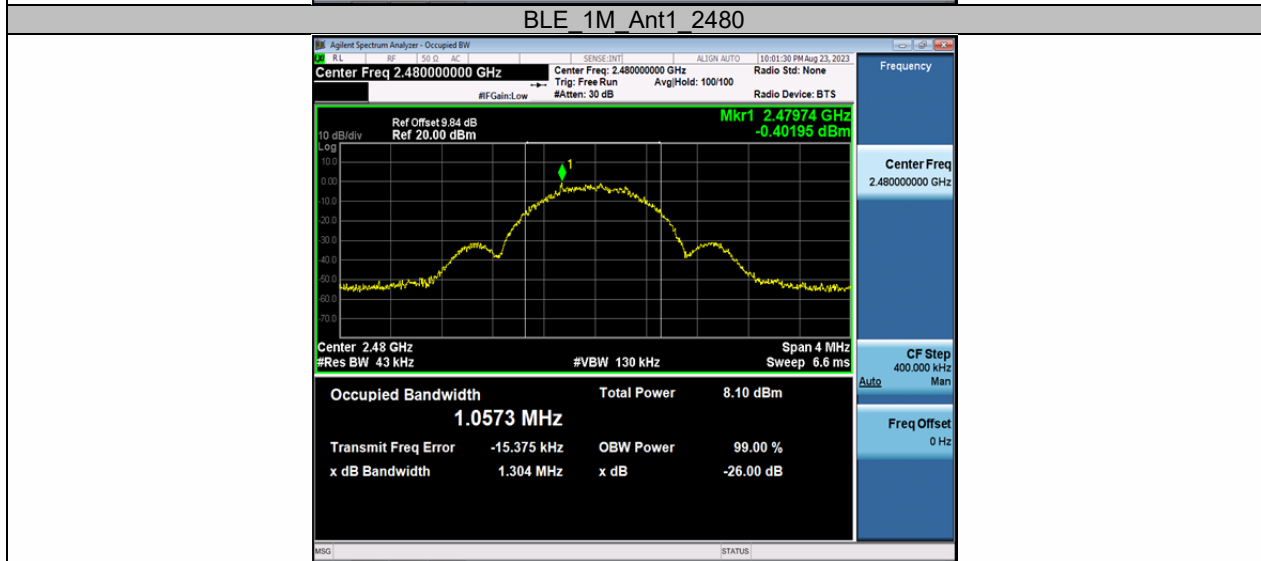 BLE_1M_Ant1_2480
Agilent Spectrum Analyzer - Occupied BW
RL RF 50 Ω AC SENSE:INT ALIGN AUTO 10:01:30 PM Aug 23, 2023
Center Freq 2.480000000 GHz
Center Freq: 2.480000000 GHz Radio Std: None
Trig: Free Run Avg|Hold: 100/100
#IFGain:Low #Atten: 30 dB Radio Device: BTS
Frequency
Ref Offset 9.84 dB Mkr1 2.47974 GHz
10 dB/div Ref 20.00 dBm -0.40195 dBm
Log
10.0
0.00
-10.0
-20.0
-30.0
-40.0
-50.0
-60.0
-70.0
1
Center 2.48 GHz Span 4 MHz
#Res BW 43 kHz #VBW 130 kHz Sweep 6.6 ms
Center Freq
2.480000000 GHz
CF Step
400.000 kHz
Auto Man
Freq Offset
0 Hz
Occupied Bandwidth Total Power 8.10 dBm
1.0573 MHz
Transmit Freq Error -15.375 kHz OBW Power 99.00 %
x dB Bandwidth 1.304 MHz x dB -26.00 dB
MSG STATUS